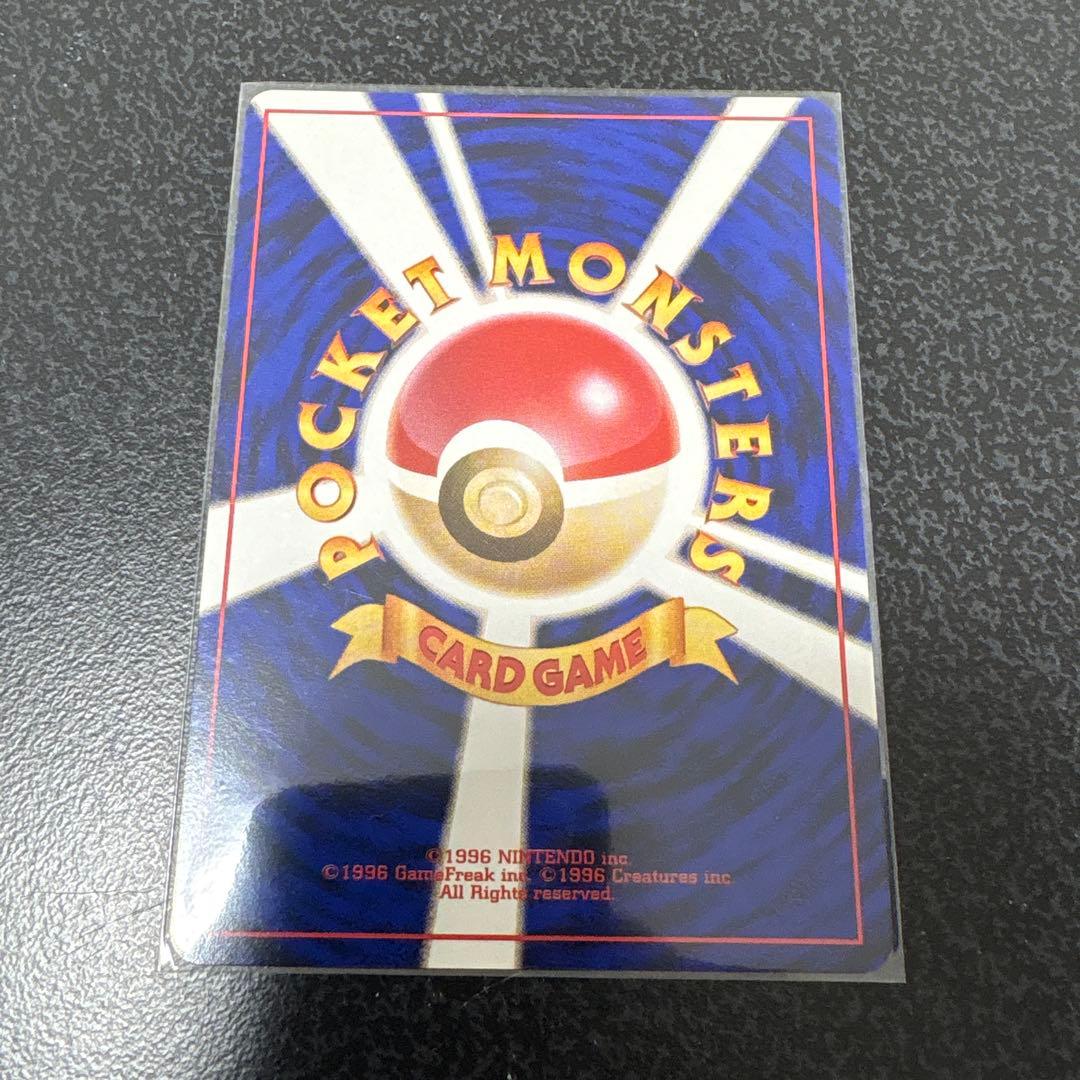 POCKET MONSTERS
CARD GAME
©1996 NINTENDO inc.
©1996 GameFreak inc. ©1996 Creatures inc.
All Rights reserved.